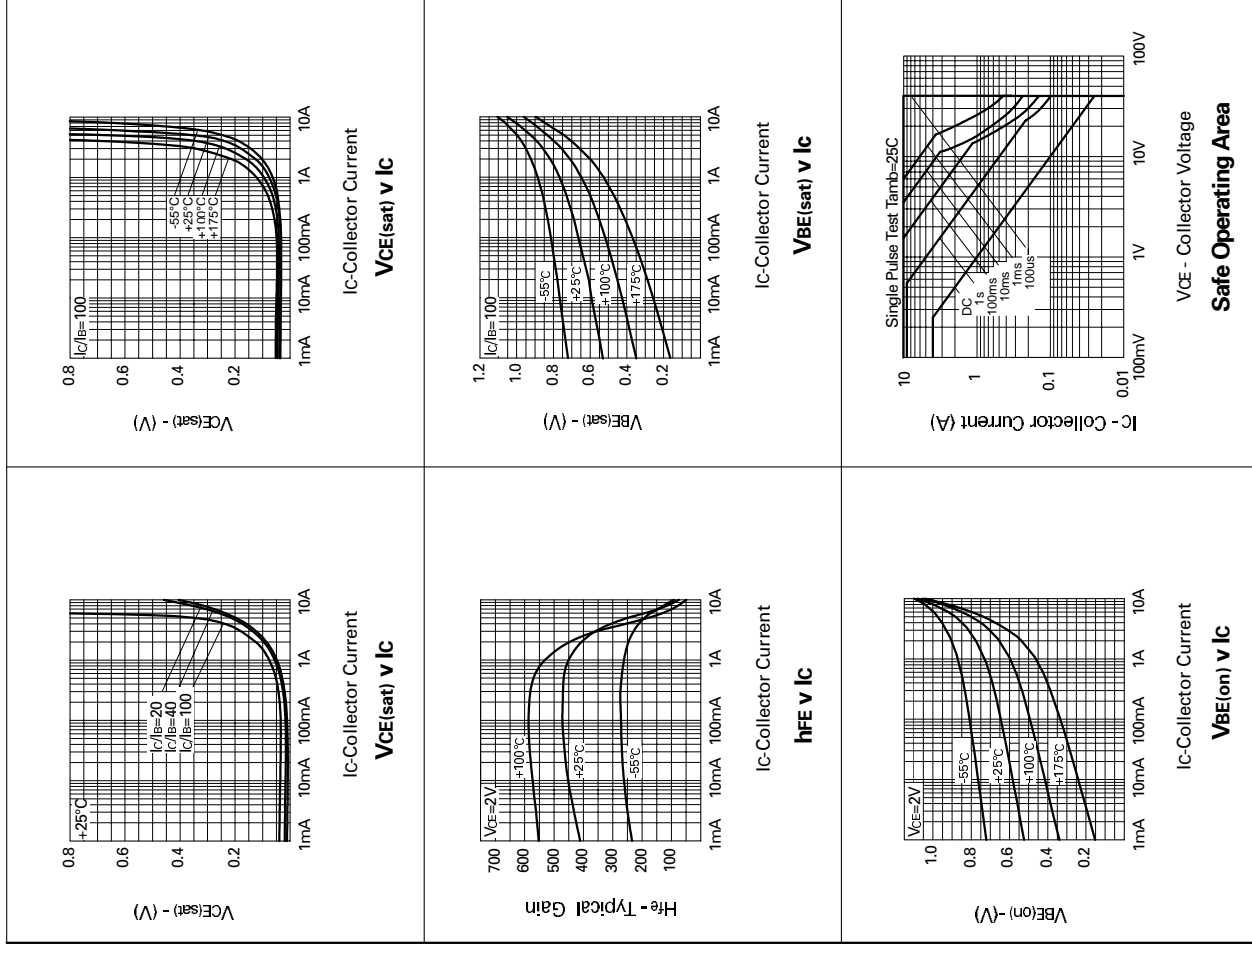 VCE(sat) - (V)
0.8
0.6
0.4
0.2
+25°C
IC/IB=20
IC/IB=40
IC/IB=100
1mA
10mA
100mA
1A
10A
IC-Collector Current
VCE(sat) v IC
VCE(sat) - (V)
0.8
0.6
0.4
0.2
IC/IB=100
-55°C
+25°C
+100°C
+175°C
1mA
10mA
100mA
1A
10A
IC-Collector Current
VCE(sat) v IC
Hfe - Typical Gain
700
600
500
400
300
200
100
VCE=2V
+100°C
+25°C
-55°C
1mA
10mA
100mA
1A
10A
IC-Collector Current
hFE v IC
VBE(sat) - (V)
1.2
1.0
0.8
0.6
0.4
0.2
IC/IB=100
-55°C
+25°C
+100°C
+175°C
1mA
10mA
100mA
1A
10A
IC-Collector Current
VBE(sat) v IC
VBE(on) -(V)
1.0
0.8
0.6
0.4
0.2
VCE=2V
-55°C
+25°C
+100°C
+175°C
1mA
10mA
100mA
1A
10A
IC-Collector Current
VBE(on) v IC
IC - Collector Current (A)
10
1
0.1
0.01
Single Pulse Test Tamb=25C
DC
1s
100ms
10ms
1ms
100us
100mV
1V
10V
100V
VCE - Collector Voltage
Safe Operating Area